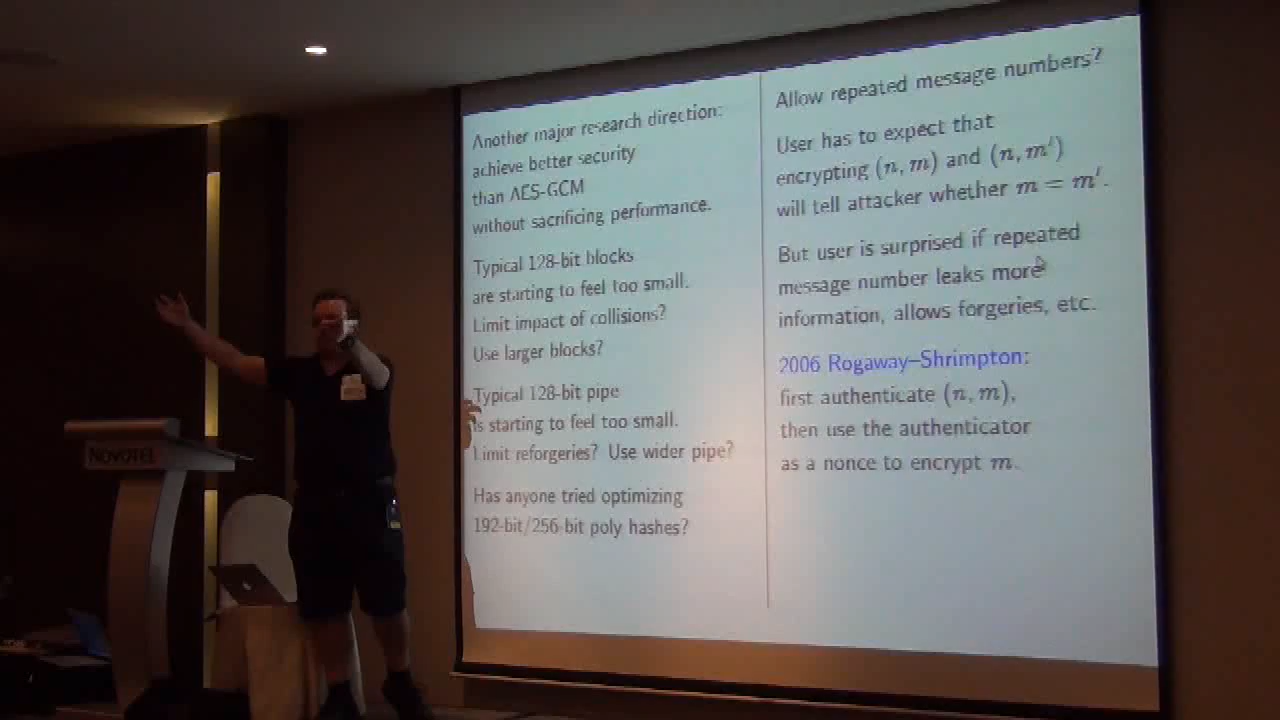 NOVOTEL
Another major research direction:
achieve better security
than AES-GCM
without sacrificing performance.
Typical 128-bit blocks
are starting to feel too small.
Limit impact of collisions?
Use larger blocks?
Typical 128-bit pipe
is starting to feel too small.
Limit reforgeries? Use wider pipe?
Has anyone tried optimizing
192-bit/256-bit poly hashes?
Allow repeated message numbers?
User has to expect that
encrypting (n, m) and (n, m′)
will tell attacker whether m = m′.
But user is surprised if repeated
message number leaks more
information, allows forgeries, etc.
2006 Rogaway–Shrimpton:
first authenticate (n, m),
then use the authenticator
as a nonce to encrypt m.